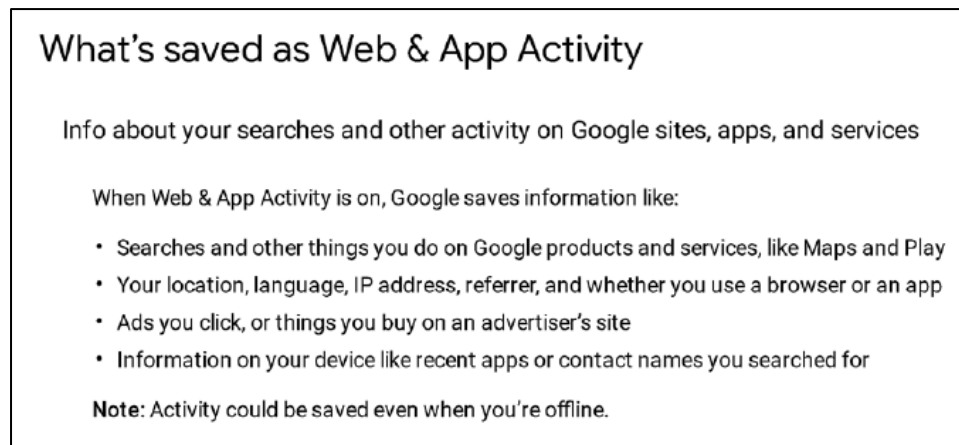 What's saved as Web & App Activity
Info about your searches and other activity on Google sites, apps, and services
When Web & App Activity is on, Google saves information like:
• Searches and other things you do on Google products and services, like Maps and Play
• Your location, language, IP address, referrer, and whether you use a browser or an app
• Ads you click, or things you buy on an advertiser's site
• Information on your device like recent apps or contact names you searched for
Note: Activity could be saved even when you're offline.